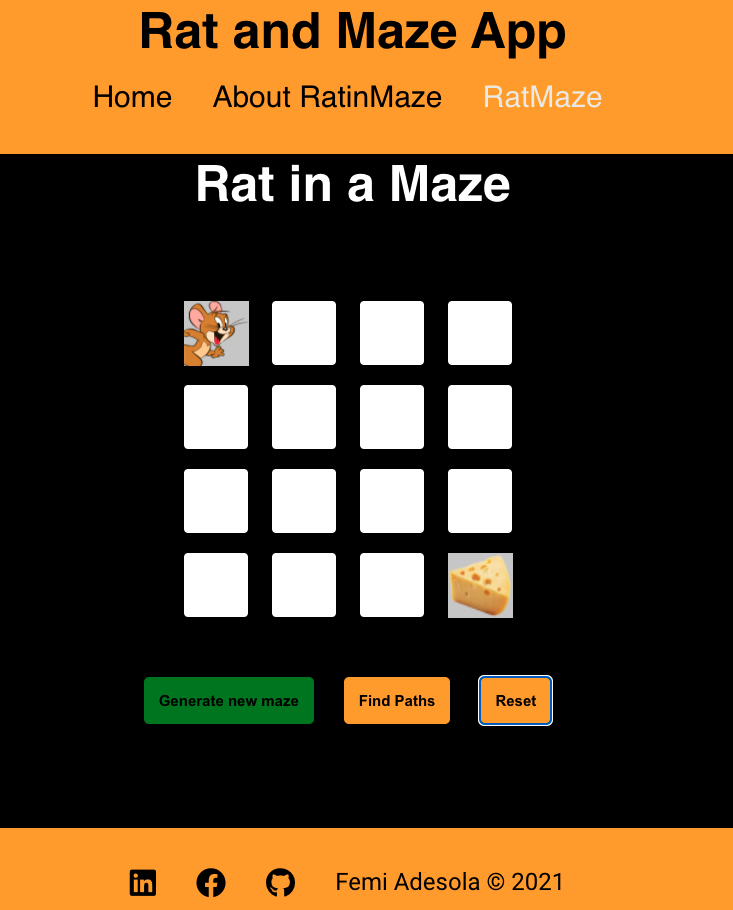 Rat and Maze App
Home About RatinMaze RatMaze
Rat in a Maze
Generate new maze Find Paths Reset
Femi Adesola © 2021